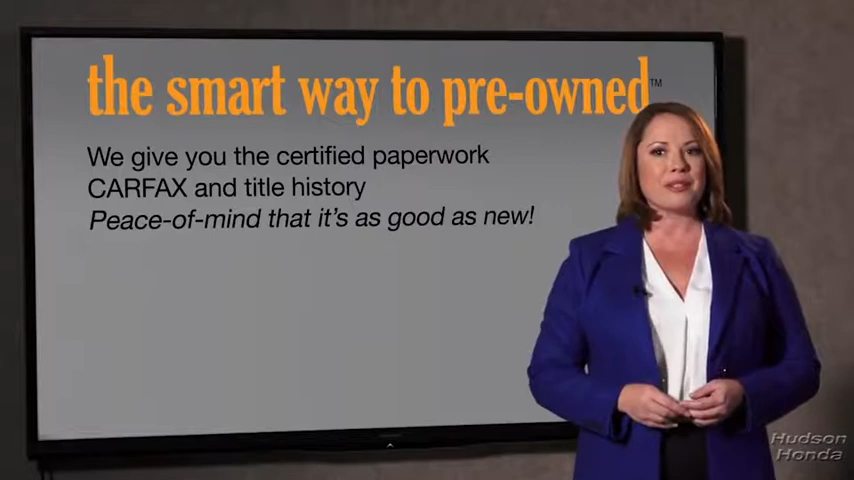 the smart way to pre-owned™
We give you the certified paperwork
CARFAX and title history
Peace-of-mind that it's as good as new!
Hudson
Honda